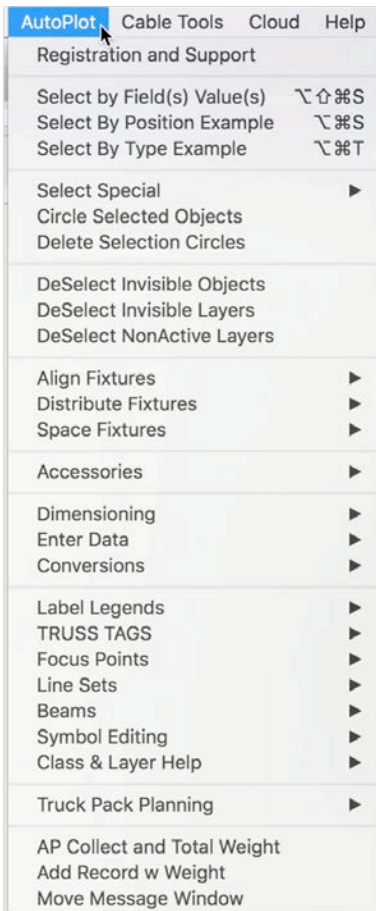 AutoPlot Cable Tools Cloud Help
Registration and Support
Select by Field(s) Value(s) ⌥⇧⌘S
Select By Position Example ⌥⌘S
Select By Type Example ⌥⌘T
Select Special ▶
Circle Selected Objects
Delete Selection Circles
DeSelect Invisible Objects
DeSelect Invisible Layers
DeSelect NonActive Layers
Align Fixtures ▶
Distribute Fixtures ▶
Space Fixtures ▶
Accessories ▶
Dimensioning ▶
Enter Data ▶
Conversions ▶
Label Legends ▶
TRUSS TAGS ▶
Focus Points ▶
Line Sets ▶
Beams ▶
Symbol Editing ▶
Class & Layer Help ▶
Truck Pack Planning ▶
AP Collect and Total Weight
Add Record w Weight
Move Message Window